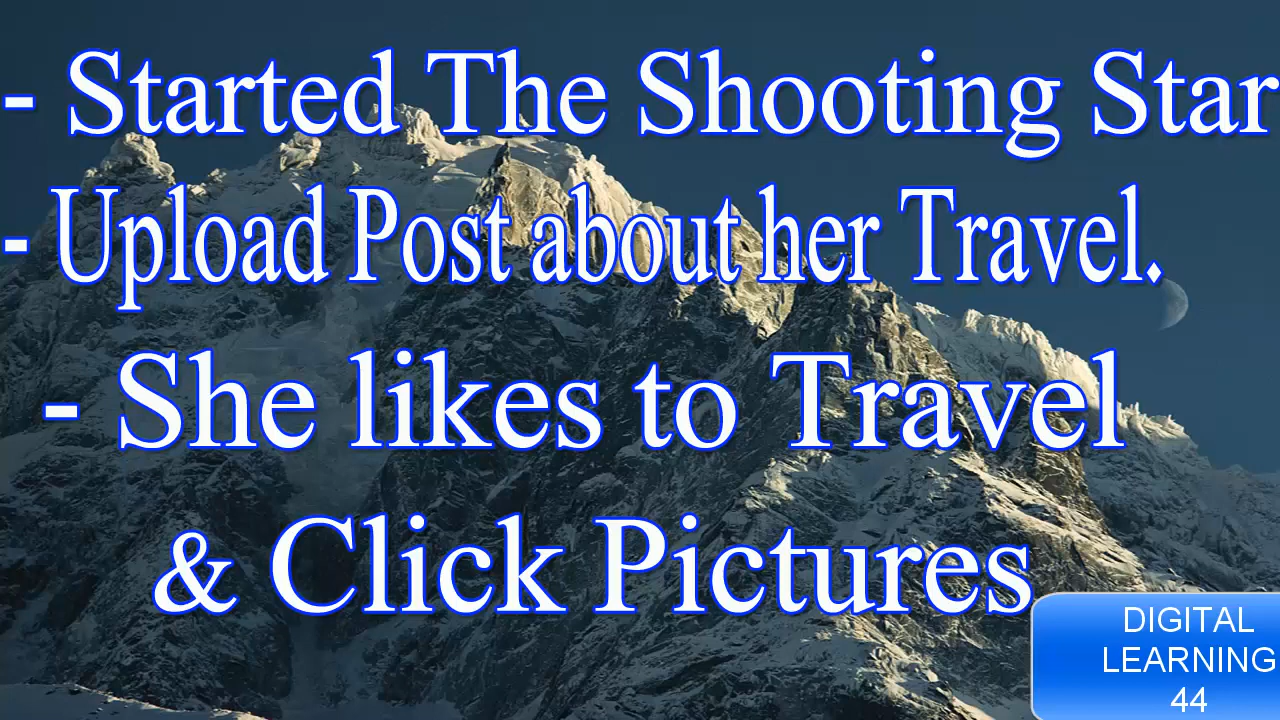 - Started The Shooting Star
- Upload Post about her Travel.
- She likes to Travel
& Click Pictures
DIGITAL
LEARNING
44